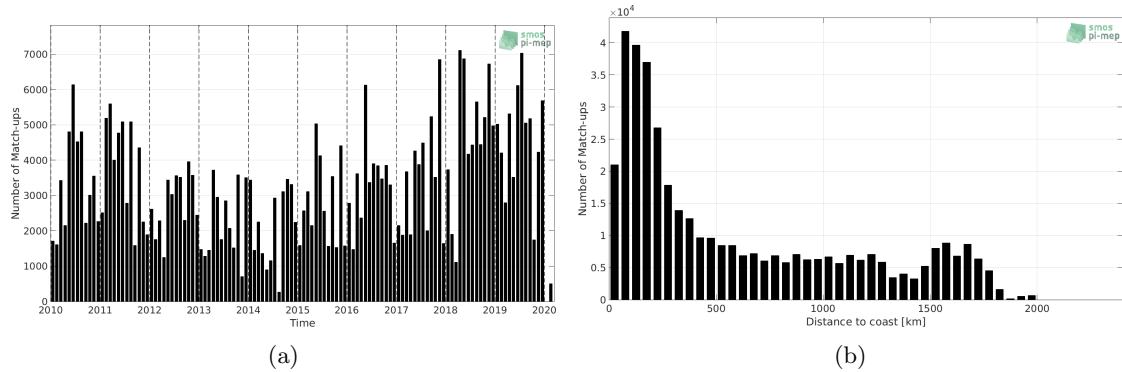 smos
pi-mep
7000
6000
5000
4000
3000
2000
1000
0
Number of Match-ups
2010 2011 2012 2013 2014 2015 2016 2017 2018 2019 2020
Time
(a)
×10⁴
smos
pi-mep
4
3.5
3
2.5
2
1.5
1
0.5
0
Number of Match-ups
0 500 1000 1500 2000
Distance to coast [km]
(b)